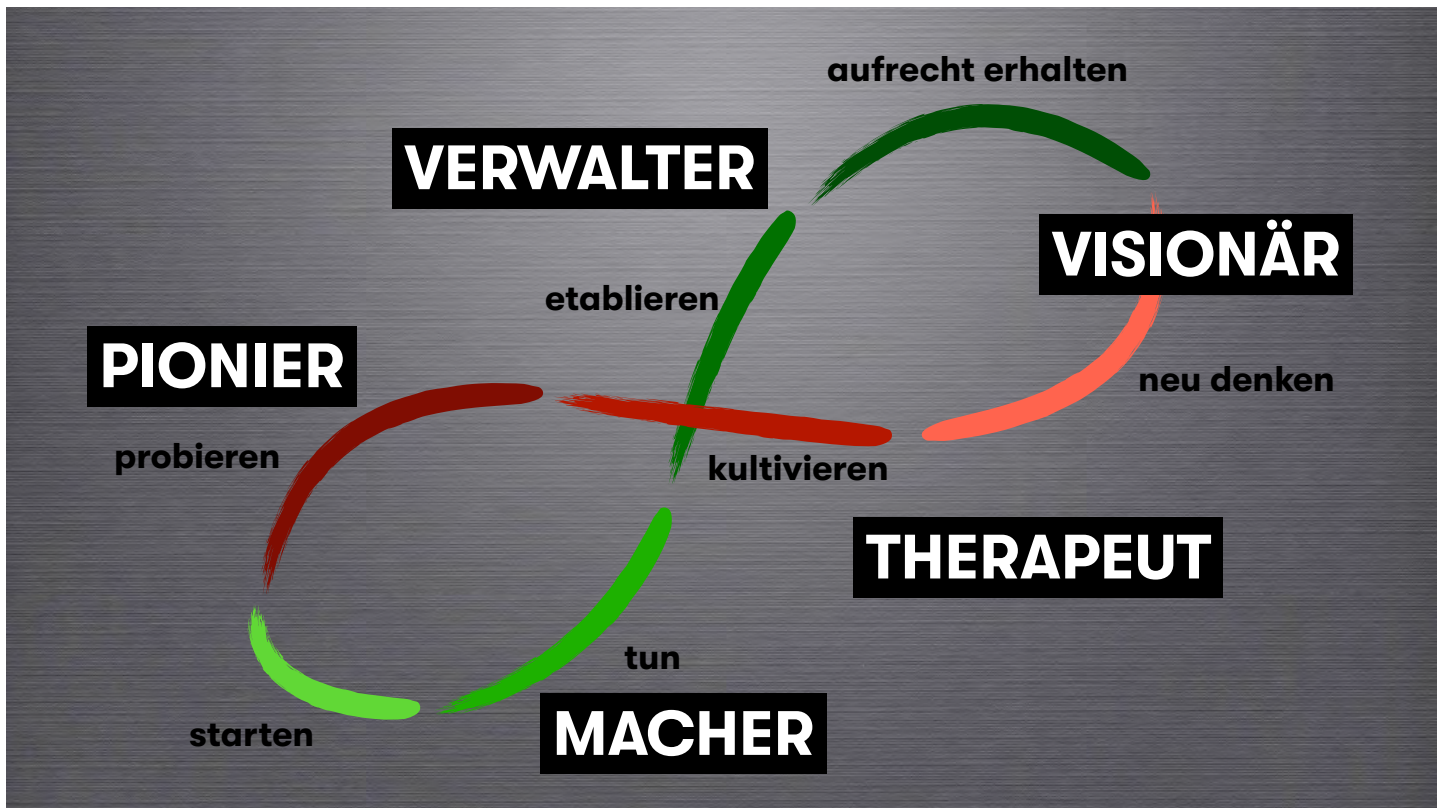 aufrecht erhalten
VERWALTER
VISIONÄR
etablieren
PIONIER
neu denken
probieren
kultivieren
THERAPEUT
tun
starten
MACHER